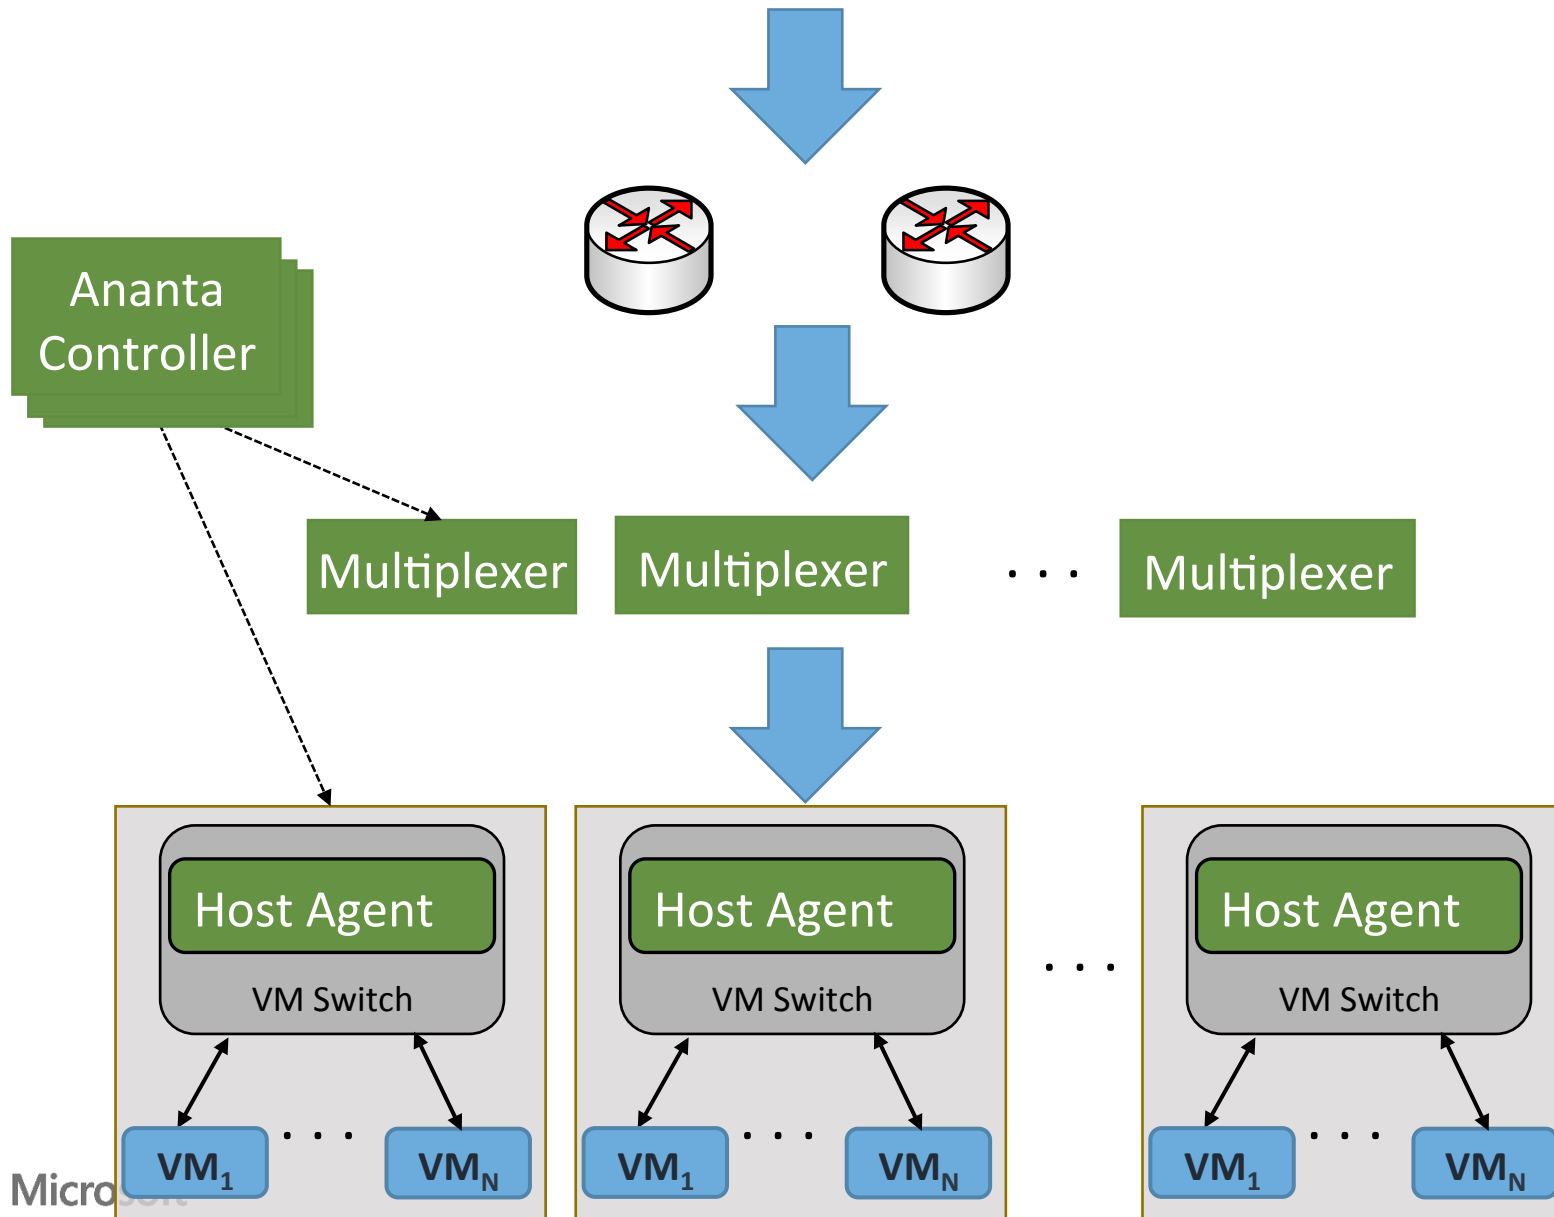 Ananta
Controller
Multiplexer
Multiplexer
. . .
Multiplexer
Host Agent
VM Switch
Host Agent
VM Switch
. . .
Host Agent
VM Switch
VM1
. . .
VMN
VM1
. . .
VMN
VM1
. . .
VMN
Microsoft